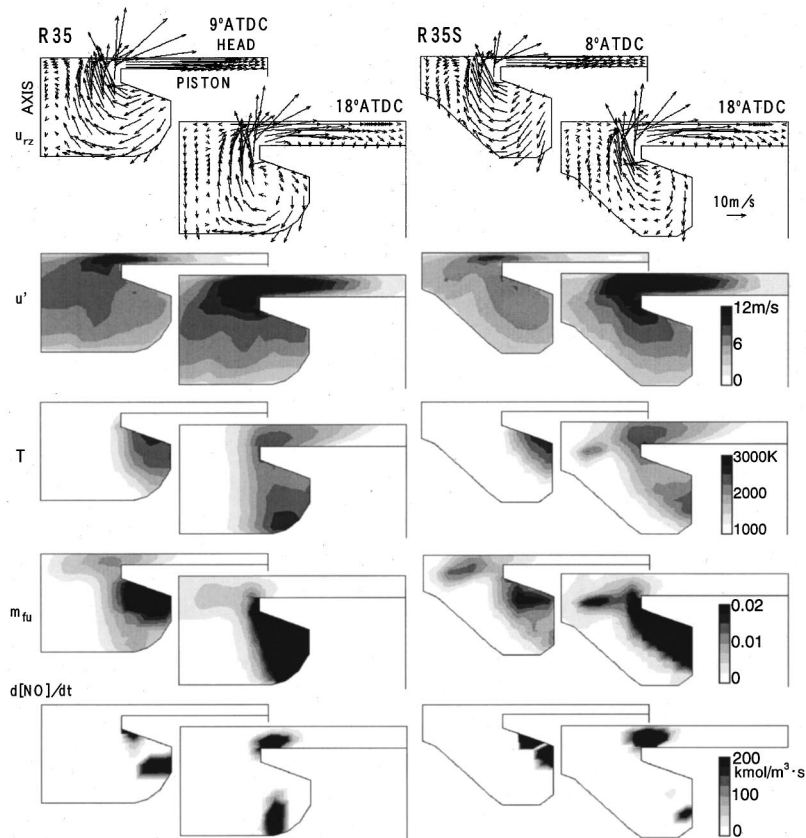 R35
9°ATDC
HEAD
PISTON
AXIS
u_rz
18°ATDC
R35S
8°ATDC
18°ATDC
10m/s
u'
12m/s
6
0
T
3000K
2000
1000
m_fu
0.02
0.01
0
d[NO]/dt
200
kmol/m³·s
100
0